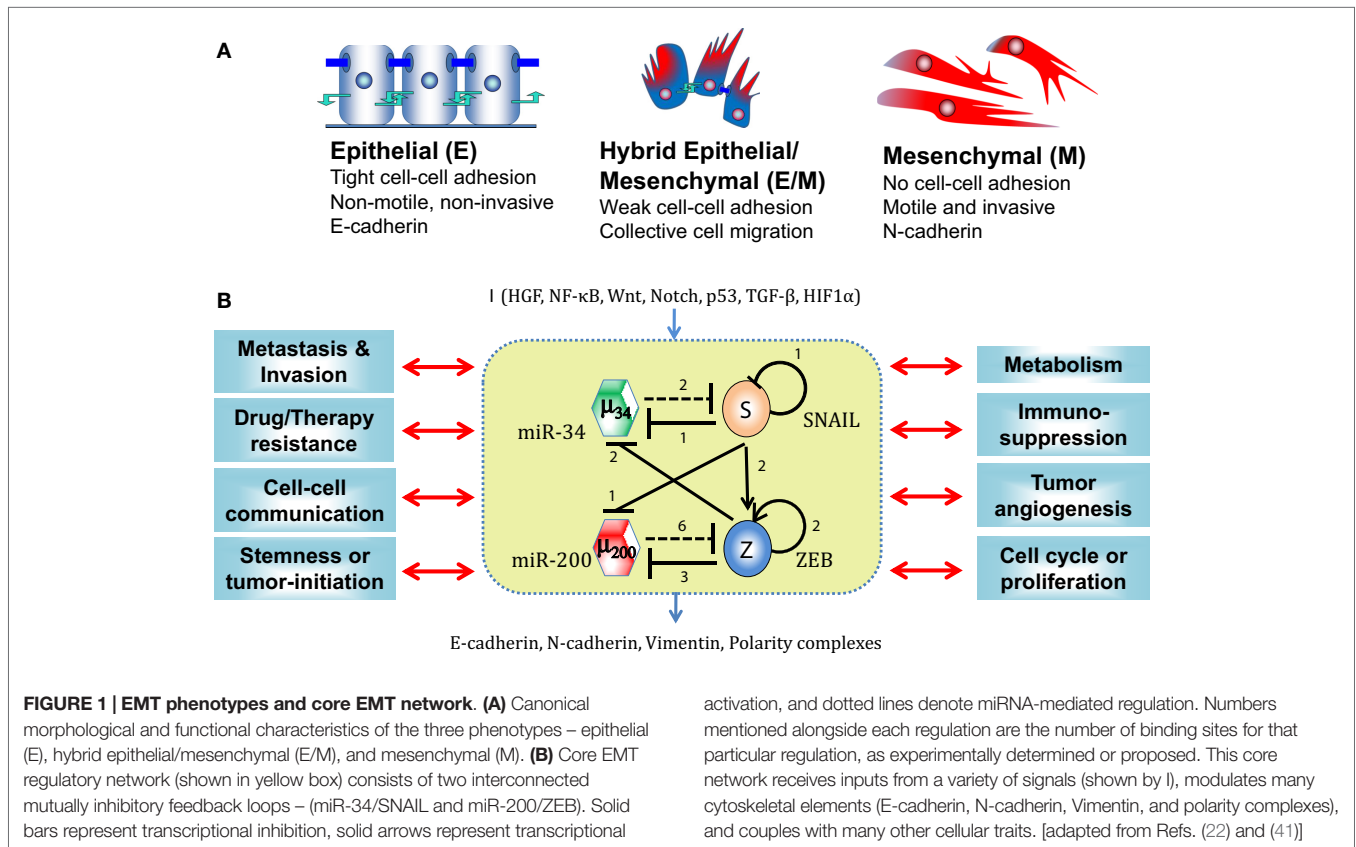 A
Epithelial (E)
Tight cell-cell adhesion
Non-motile, non-invasive
E-cadherin
Hybrid Epithelial/
Mesenchymal (E/M)
Weak cell-cell adhesion
Collective cell migration
Mesenchymal (M)
No cell-cell adhesion
Motile and invasive
N-cadherin
B
I (HGF, NF-κB, Wnt, Notch, p53, TGF-β, HIF1α)
Metastasis &
Invasion
Drug/Therapy
resistance
Cell-cell
communication
Stemness or
tumor-initiation
μ34
miR-34
2
1
S
1
SNAIL
2
2
1
μ200
miR-200
6
3
Z
2
ZEB
Metabolism
Immuno-
suppression
Tumor
angiogenesis
Cell cycle or
proliferation
E-cadherin, N-cadherin, Vimentin, Polarity complexes
FIGURE 1 | EMT phenotypes and core EMT network. (A) Canonical
morphological and functional characteristics of the three phenotypes – epithelial
(E), hybrid epithelial/mesenchymal (E/M), and mesenchymal (M). (B) Core EMT
regulatory network (shown in yellow box) consists of two interconnected
mutually inhibitory feedback loops – (miR-34/SNAIL and miR-200/ZEB). Solid
bars represent transcriptional inhibition, solid arrows represent transcriptional
activation, and dotted lines denote miRNA-mediated regulation. Numbers
mentioned alongside each regulation are the number of binding sites for that
particular regulation, as experimentally determined or proposed. This core
network receives inputs from a variety of signals (shown by I), modulates many
cytoskeletal elements (E-cadherin, N-cadherin, Vimentin, and polarity complexes),
and couples with many other cellular traits. [adapted from Refs. (22) and (41)]